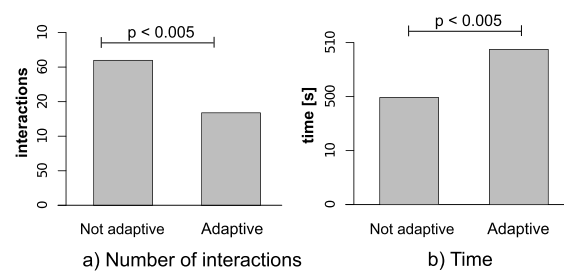 p < 0.005
interactions
10
60
20
10
50
0
Not adaptive
Adaptive
a) Number of interactions
p < 0.005
time [s]
510
500
10
0
Not adaptive
Adaptive
b) Time